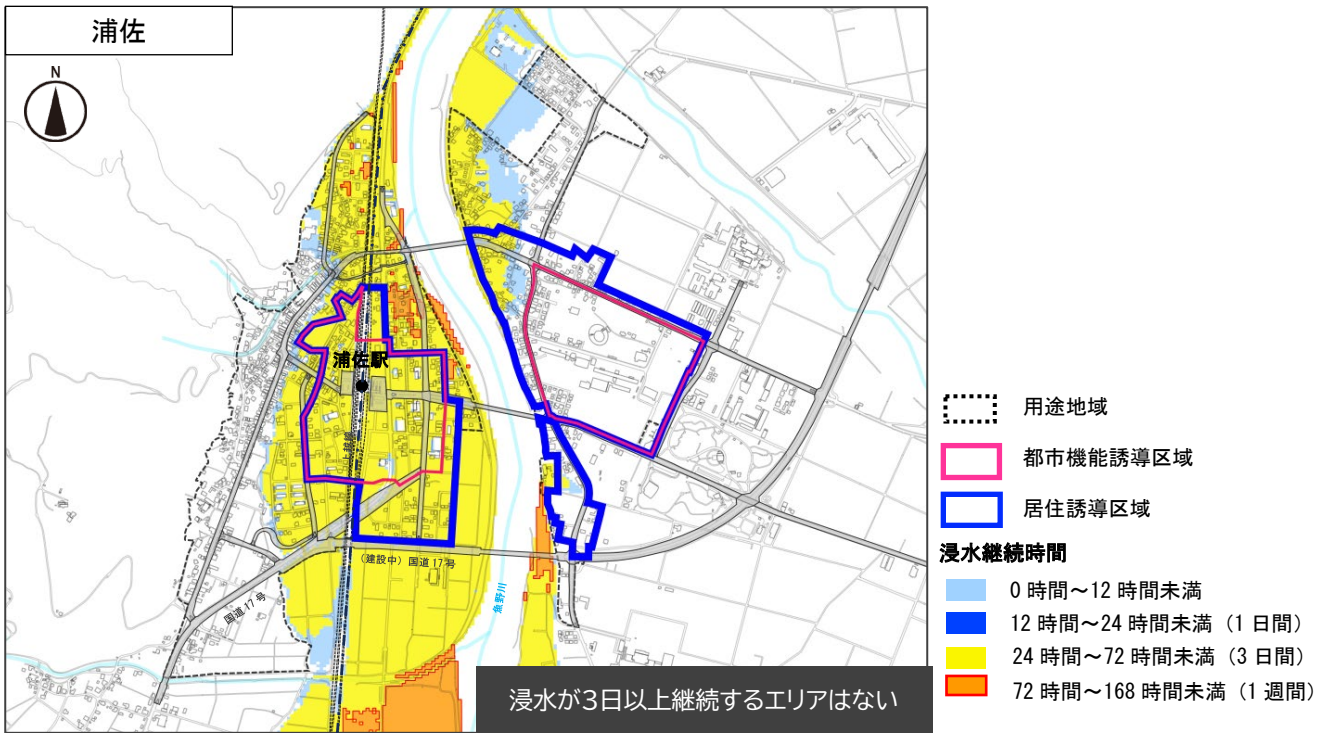 浦佐
N
浦佐駅
上越線
(建設中) 国道 17 号
国道 17 号
魚野川
浸水が3日以上継続するエリアはない
用途地域
都市機能誘導区域
居住誘導区域
浸水継続時間
0 時間～12 時間未満
12 時間～24 時間未満（1 日間）
24 時間～72 時間未満（3 日間）
72 時間～168 時間未満（1 週間）